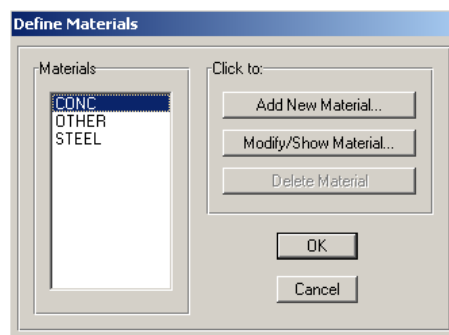 Define Materials
Materials
CONC
OTHER
STEEL
Click to:
Add New Material...
Modify/Show Material...
Delete Material
OK
Cancel